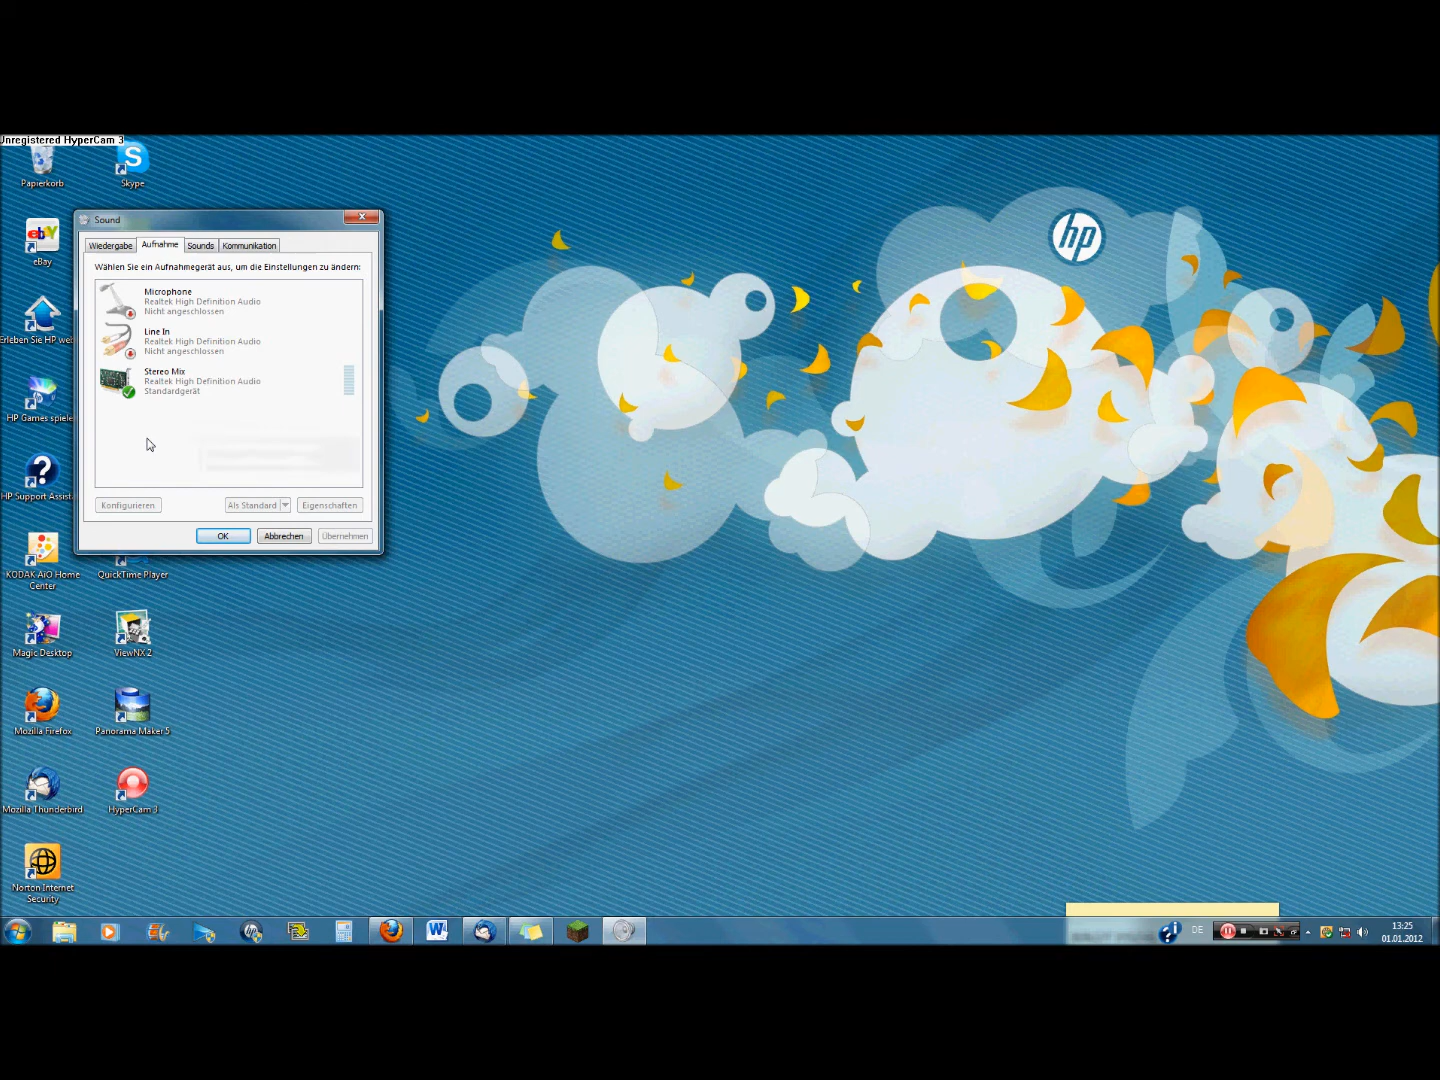 Unregistered HyperCam 3
Papierkorb
Skype
eBay
Erleben Sie HP
HP Games
HP Support
KODAK AiO Home
Center
QuickTime Player
Magic Desktop
ViewNX 2
Mozilla Firefox
Panorama Maker 5
Mozilla Thunderbird
HyperCam 3
Norton Internet
Security
Sound
Wiedergabe
Aufnahme
Sounds
Kommunikation
Wählen Sie ein Aufnahmegerät aus, um die Einstellungen zu ändern:
Microphone
Realtek High Definition Audio
Nicht angeschlossen
Line In
Realtek High Definition Audio
Nicht angeschlossen
Stereo Mix
Realtek High Definition Audio
Standardgerät
Konfigurieren
Als Standard
Eigenschaften
OK
Abbrechen
Übernehmen
hp
DE
13:25
01.01.2012